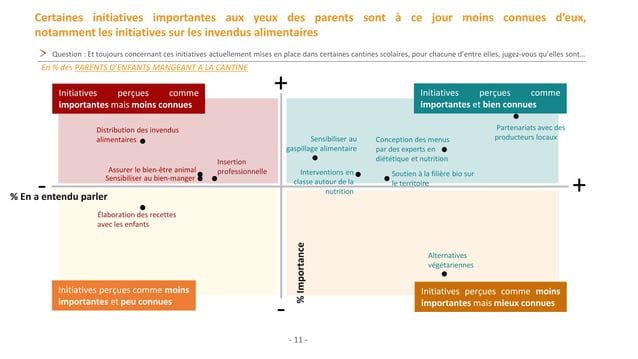 Certaines initiatives importantes aux yeux des parents sont à ce jour moins connues d'eux,
notamment les initiatives sur les invendus alimentaires
> Question : Et toujours concernant ces initiatives actuellement mises en place dans certaines cantines scolaires, pour chacune d'entre elles, jugez-vous qu'elles sont…
En % des PARENTS D'ENFANTS MANGEANT A LA CANTINE
+
Initiatives perçues comme
importantes mais moins connues
Initiatives perçues comme
importantes et bien connues
Distribution des invendus
alimentaires
Sensibiliser au
gaspillage alimentaire
Conception des menus
par des experts en
diététique et nutrition
Partenariats avec des
producteurs locaux
Assurer le bien-être animal
Sensibiliser au bien-manger
Insertion
professionnelle
Interventions en
classe autour de la
nutrition
Soutien à la filière bio sur
le territoire
-
+
% En a entendu parler
Élaboration des recettes
avec les enfants
% Importance
Alternatives
végétariennes
Initiatives perçues comme moins
importantes et peu connues
Initiatives perçues comme moins
importantes mais mieux connues
-
- 11 -